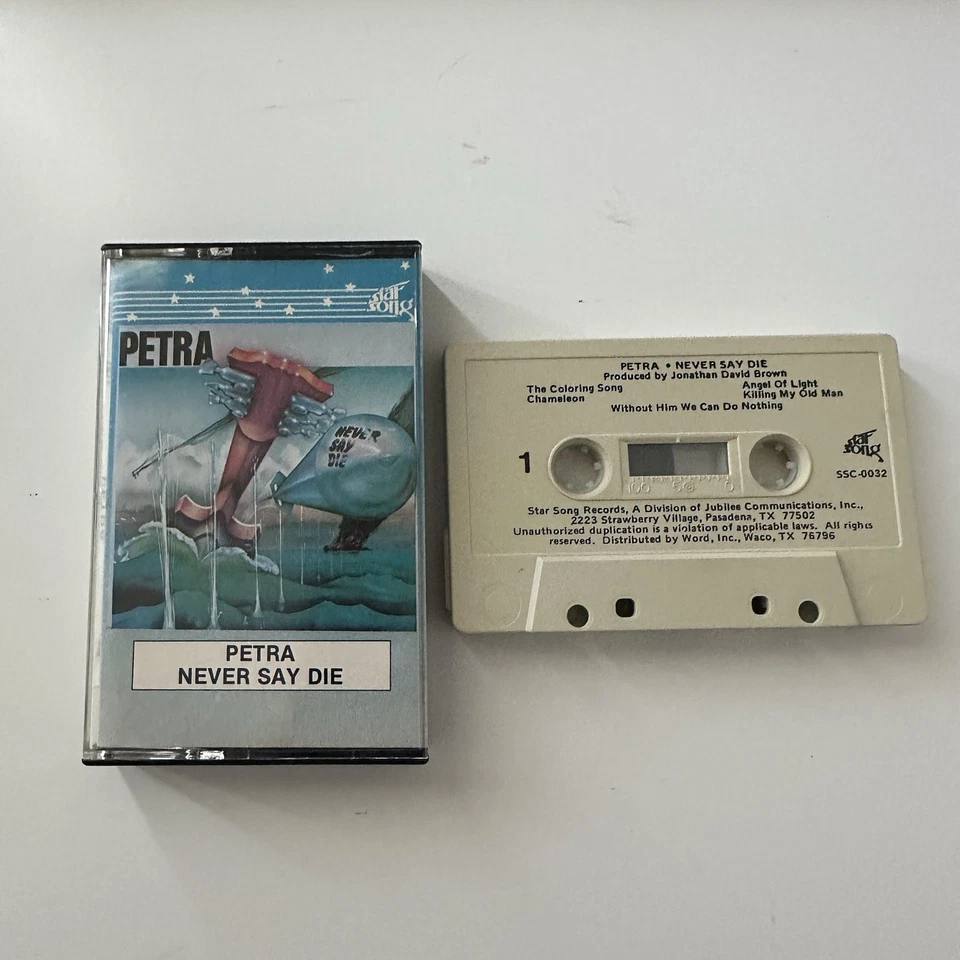 star
song
PETRA
NEVER
SAY
DIE
PETRA
NEVER SAY DIE
PETRA • NEVER SAY DIE
Produced by Jonathan David Brown
The Coloring Song Angel Of Light
Chameleon Killing My Old Man
Without Him We Can Do Nothing
1
star
song
SSC-0032
100 50 0
Star Song Records, A Division of Jubilee Communications, Inc.,
2223 Strawberry Village, Pasadena, TX 77502
Unauthorized duplication is a violation of applicable laws. All rights
reserved. Distributed by Word, Inc., Waco, TX 76796